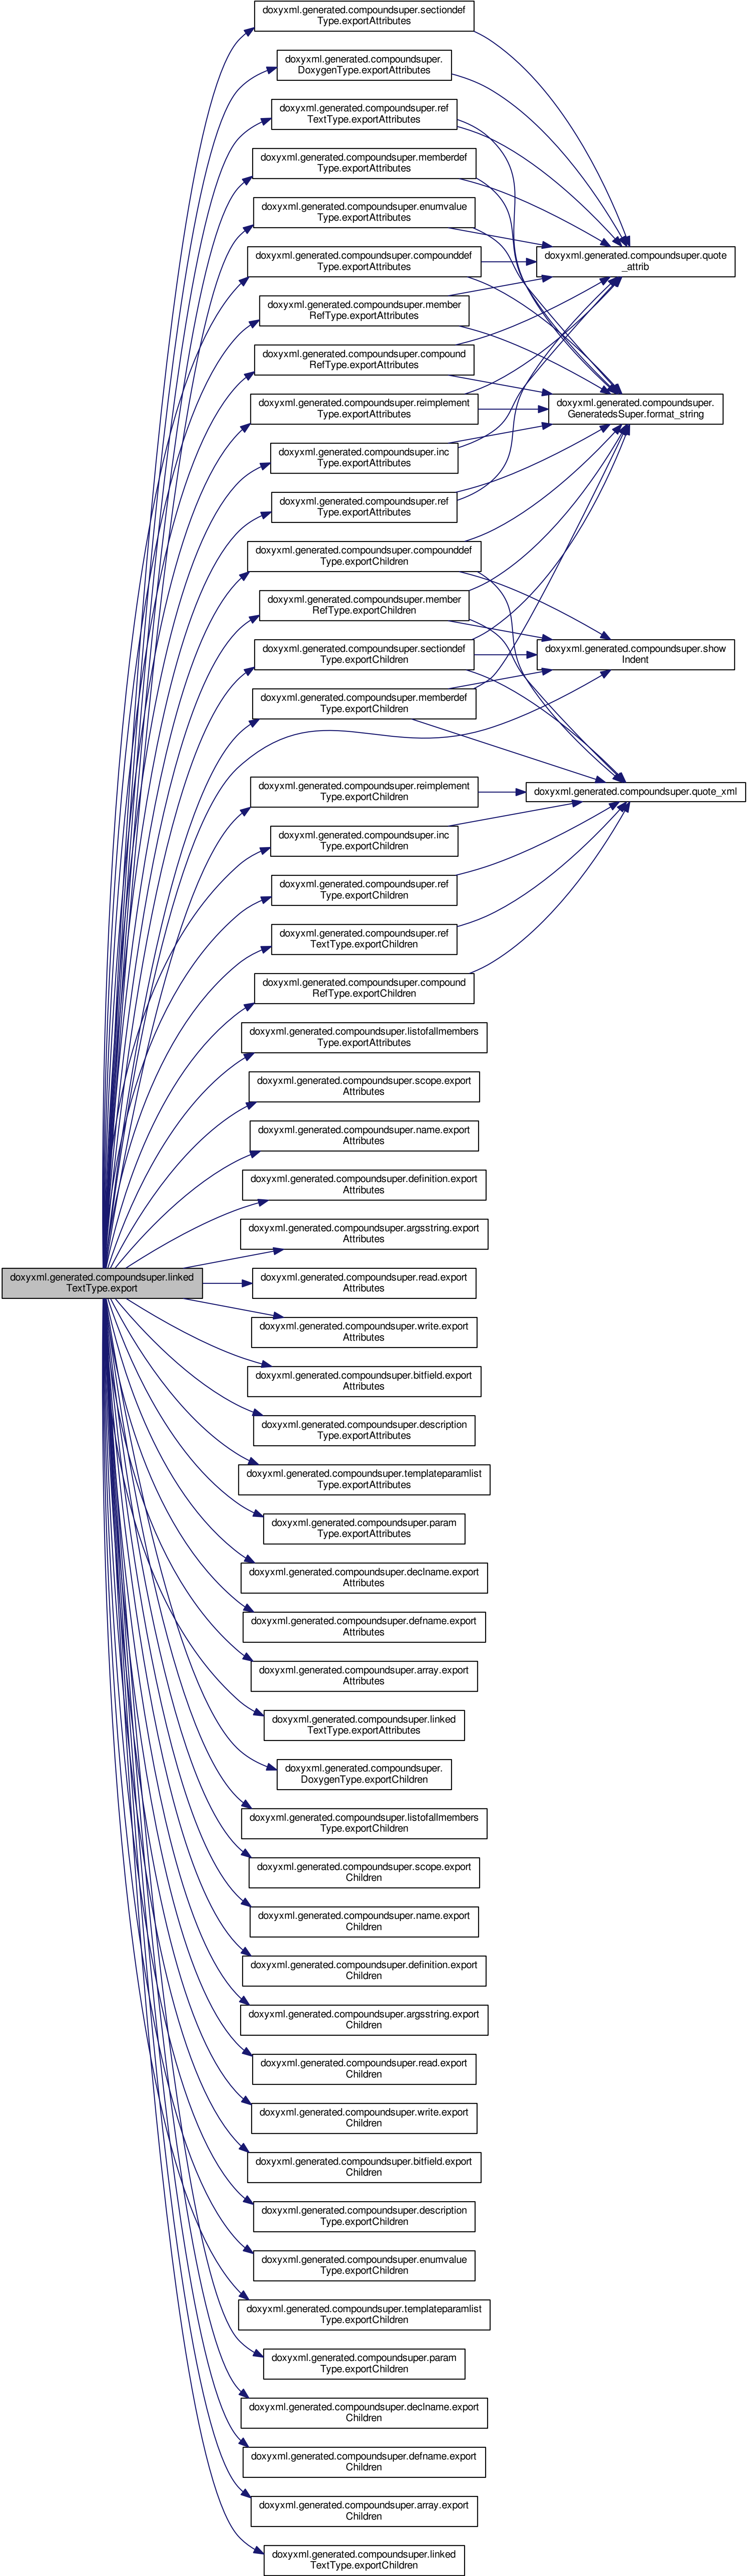 doxyxml.generated.compoundsuper.sectiondef
Type.exportAttributes
doxyxml.generated.compoundsuper.
DoxygenType.exportAttributes
doxyxml.generated.compoundsuper.ref
TextType.exportAttributes
doxyxml.generated.compoundsuper.memberdef
Type.exportAttributes
doxyxml.generated.compoundsuper.enumvalue
Type.exportAttributes
doxyxml.generated.compoundsuper.compounddef
Type.exportAttributes
doxyxml.generated.compoundsuper.member
RefType.exportAttributes
doxyxml.generated.compoundsuper.compound
RefType.exportAttributes
doxyxml.generated.compoundsuper.reimplement
Type.exportAttributes
doxyxml.generated.compoundsuper.inc
Type.exportAttributes
doxyxml.generated.compoundsuper.ref
Type.exportAttributes
doxyxml.generated.compoundsuper.compounddef
Type.exportChildren
doxyxml.generated.compoundsuper.member
RefType.exportChildren
doxyxml.generated.compoundsuper.sectiondef
Type.exportChildren
doxyxml.generated.compoundsuper.memberdef
Type.exportChildren
doxyxml.generated.compoundsuper.reimplement
Type.exportChildren
doxyxml.generated.compoundsuper.inc
Type.exportChildren
doxyxml.generated.compoundsuper.ref
Type.exportChildren
doxyxml.generated.compoundsuper.ref
TextType.exportChildren
doxyxml.generated.compoundsuper.compound
RefType.exportChildren
doxyxml.generated.compoundsuper.listofallmembers
Type.exportAttributes
doxyxml.generated.compoundsuper.scope.export
Attributes
doxyxml.generated.compoundsuper.name.export
Attributes
doxyxml.generated.compoundsuper.definition.export
Attributes
doxyxml.generated.compoundsuper.argsstring.export
Attributes
doxyxml.generated.compoundsuper.read.export
Attributes
doxyxml.generated.compoundsuper.write.export
Attributes
doxyxml.generated.compoundsuper.bitfield.export
Attributes
doxyxml.generated.compoundsuper.description
Type.exportAttributes
doxyxml.generated.compoundsuper.templateparamlist
Type.exportAttributes
doxyxml.generated.compoundsuper.param
Type.exportAttributes
doxyxml.generated.compoundsuper.declname.export
Attributes
doxyxml.generated.compoundsuper.defname.export
Attributes
doxyxml.generated.compoundsuper.array.export
Attributes
doxyxml.generated.compoundsuper.linked
TextType.exportAttributes
doxyxml.generated.compoundsuper.
DoxygenType.exportChildren
doxyxml.generated.compoundsuper.listofallmembers
Type.exportChildren
doxyxml.generated.compoundsuper.scope.export
Children
doxyxml.generated.compoundsuper.name.export
Children
doxyxml.generated.compoundsuper.definition.export
Children
doxyxml.generated.compoundsuper.argsstring.export
Children
doxyxml.generated.compoundsuper.read.export
Children
doxyxml.generated.compoundsuper.write.export
Children
doxyxml.generated.compoundsuper.bitfield.export
Children
doxyxml.generated.compoundsuper.description
Type.exportChildren
doxyxml.generated.compoundsuper.enumvalue
Type.exportChildren
doxyxml.generated.compoundsuper.templateparamlist
Type.exportChildren
doxyxml.generated.compoundsuper.param
Type.exportChildren
doxyxml.generated.compoundsuper.declname.export
Children
doxyxml.generated.compoundsuper.defname.export
Children
doxyxml.generated.compoundsuper.array.export
Children
doxyxml.generated.compoundsuper.linked
TextType.exportChildren
doxyxml.generated.compoundsuper.linked
TextType.export
doxyxml.generated.compoundsuper.quote
_attrib
doxyxml.generated.compoundsuper.
GeneratedsSuper.format_string
doxyxml.generated.compoundsuper.show
Indent
doxyxml.generated.compoundsuper.quote_xml